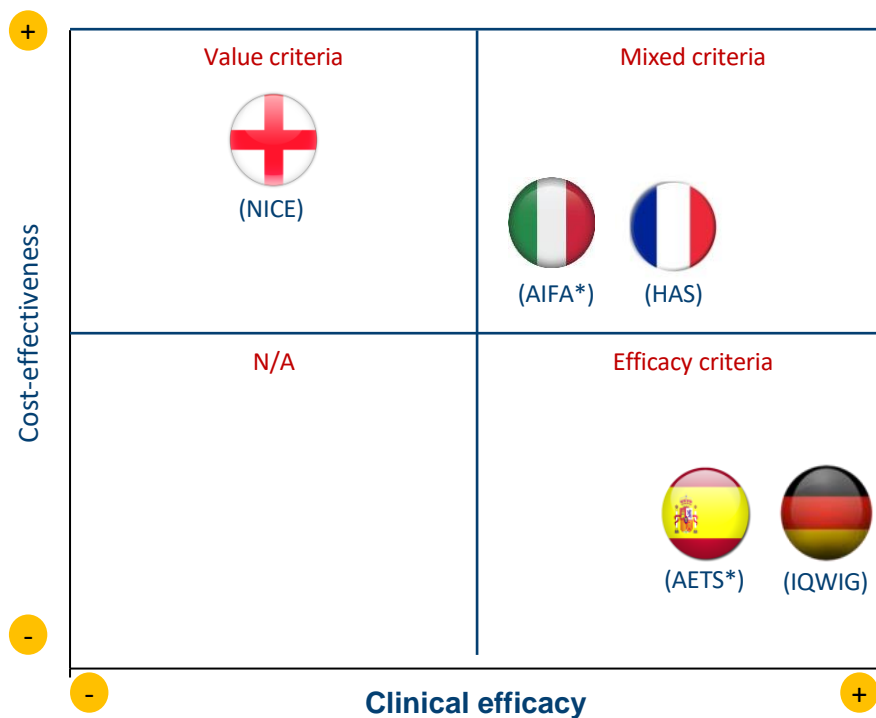 +
Value criteria
Mixed criteria
(NICE)
(AIFA*)
(HAS)
Cost-effectiveness
N/A
Efficacy criteria
(AETS*)
(IQWIG)
-
-
Clinical efficacy
+